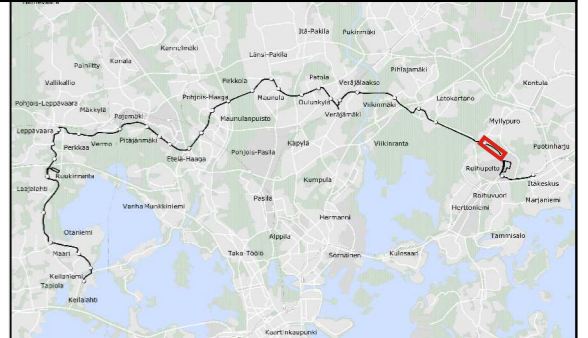 Itä-Pakila
Pukinmäki
Kannelmäki
Länsi-Pakila
Konala
Painiitty
Pihlajamäki
Patola
Veräjälaakso
Pirkkola
Vallikallio
Kontula
Pohjois-Haaga
Maunula
Oulunkylä
Viikinmäki
Latokartano
Pohjois-Leppävaara
Mäkkylä
Pajamäki
Maunulanpuisto
Veräjämäki
Myllypuro
Leppävaara
Perkkaa
Vermo
Pitäjänmäki
Etelä-Haaga
Pohjois-Pasila
Käpylä
Viikinranta
Puotinharju
Laajalahti
Ruukinranta
Kumpula
Roihupelto
Itäkeskus
Vanha Munkkiniemi
Pasila
Roihuvuori
Herttoniemi
Marjaniemi
Otaniemi
Hermanni
Alppila
Tammisalo
Maari
Taka-Töölö
Sörnäinen
Kulosaari
Keilaniemi
Tapiola
Keilalahti
Kaartinkaupunki